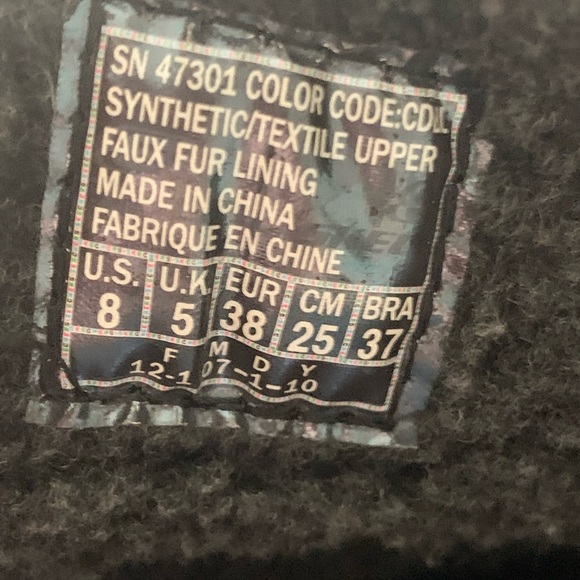 SN 47301 COLOR CODE:CDLL
SYNTHETIC/TEXTILE UPPER
FAUX FUR LINING
MADE IN CHINA
FABRIQUE EN CHINE
U.S. U.K. EUR CM BRA
8 5 38 25 37
F M D Y
12-1 07-1-10